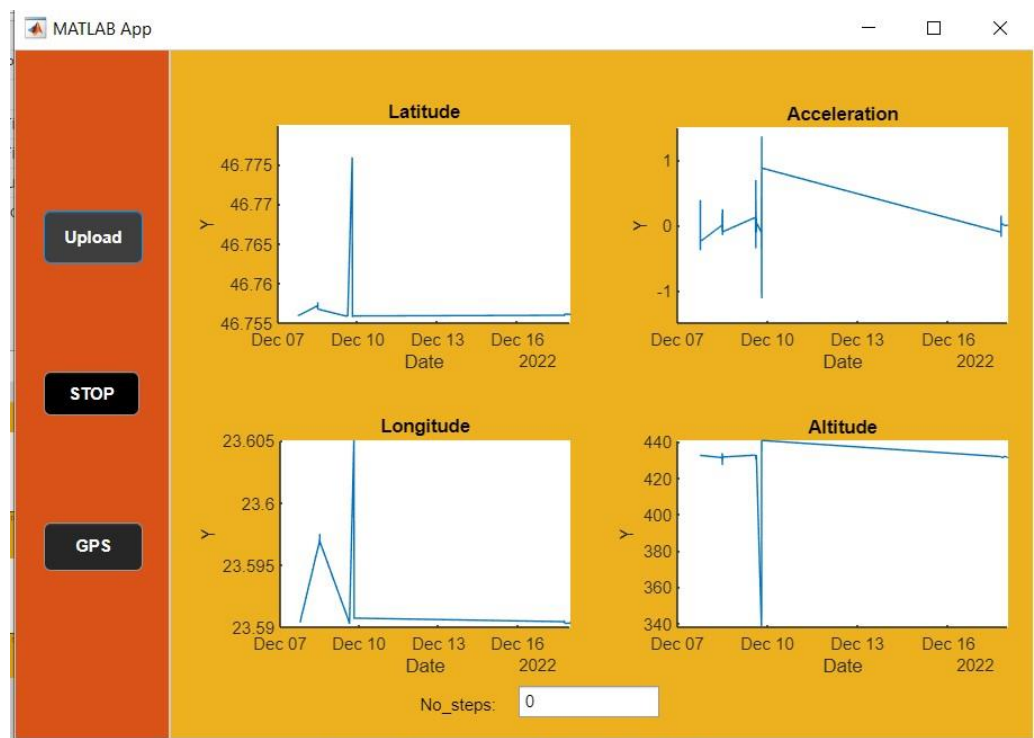 MATLAB App
Upload
STOP
GPS
Latitude
46.775
46.77
46.765
46.76
46.755
Y
Dec 07 Dec 10 Dec 13 Dec 16
Date 2022
Acceleration
1
0
-1
Y
Dec 07 Dec 10 Dec 13 Dec 16
Date 2022
Longitude
23.605
23.6
23.595
23.59
Y
Dec 07 Dec 10 Dec 13 Dec 16
Date 2022
Altitude
440
420
400
380
360
340
Y
Dec 07 Dec 10 Dec 13 Dec 16
Date 2022
No_steps: 0